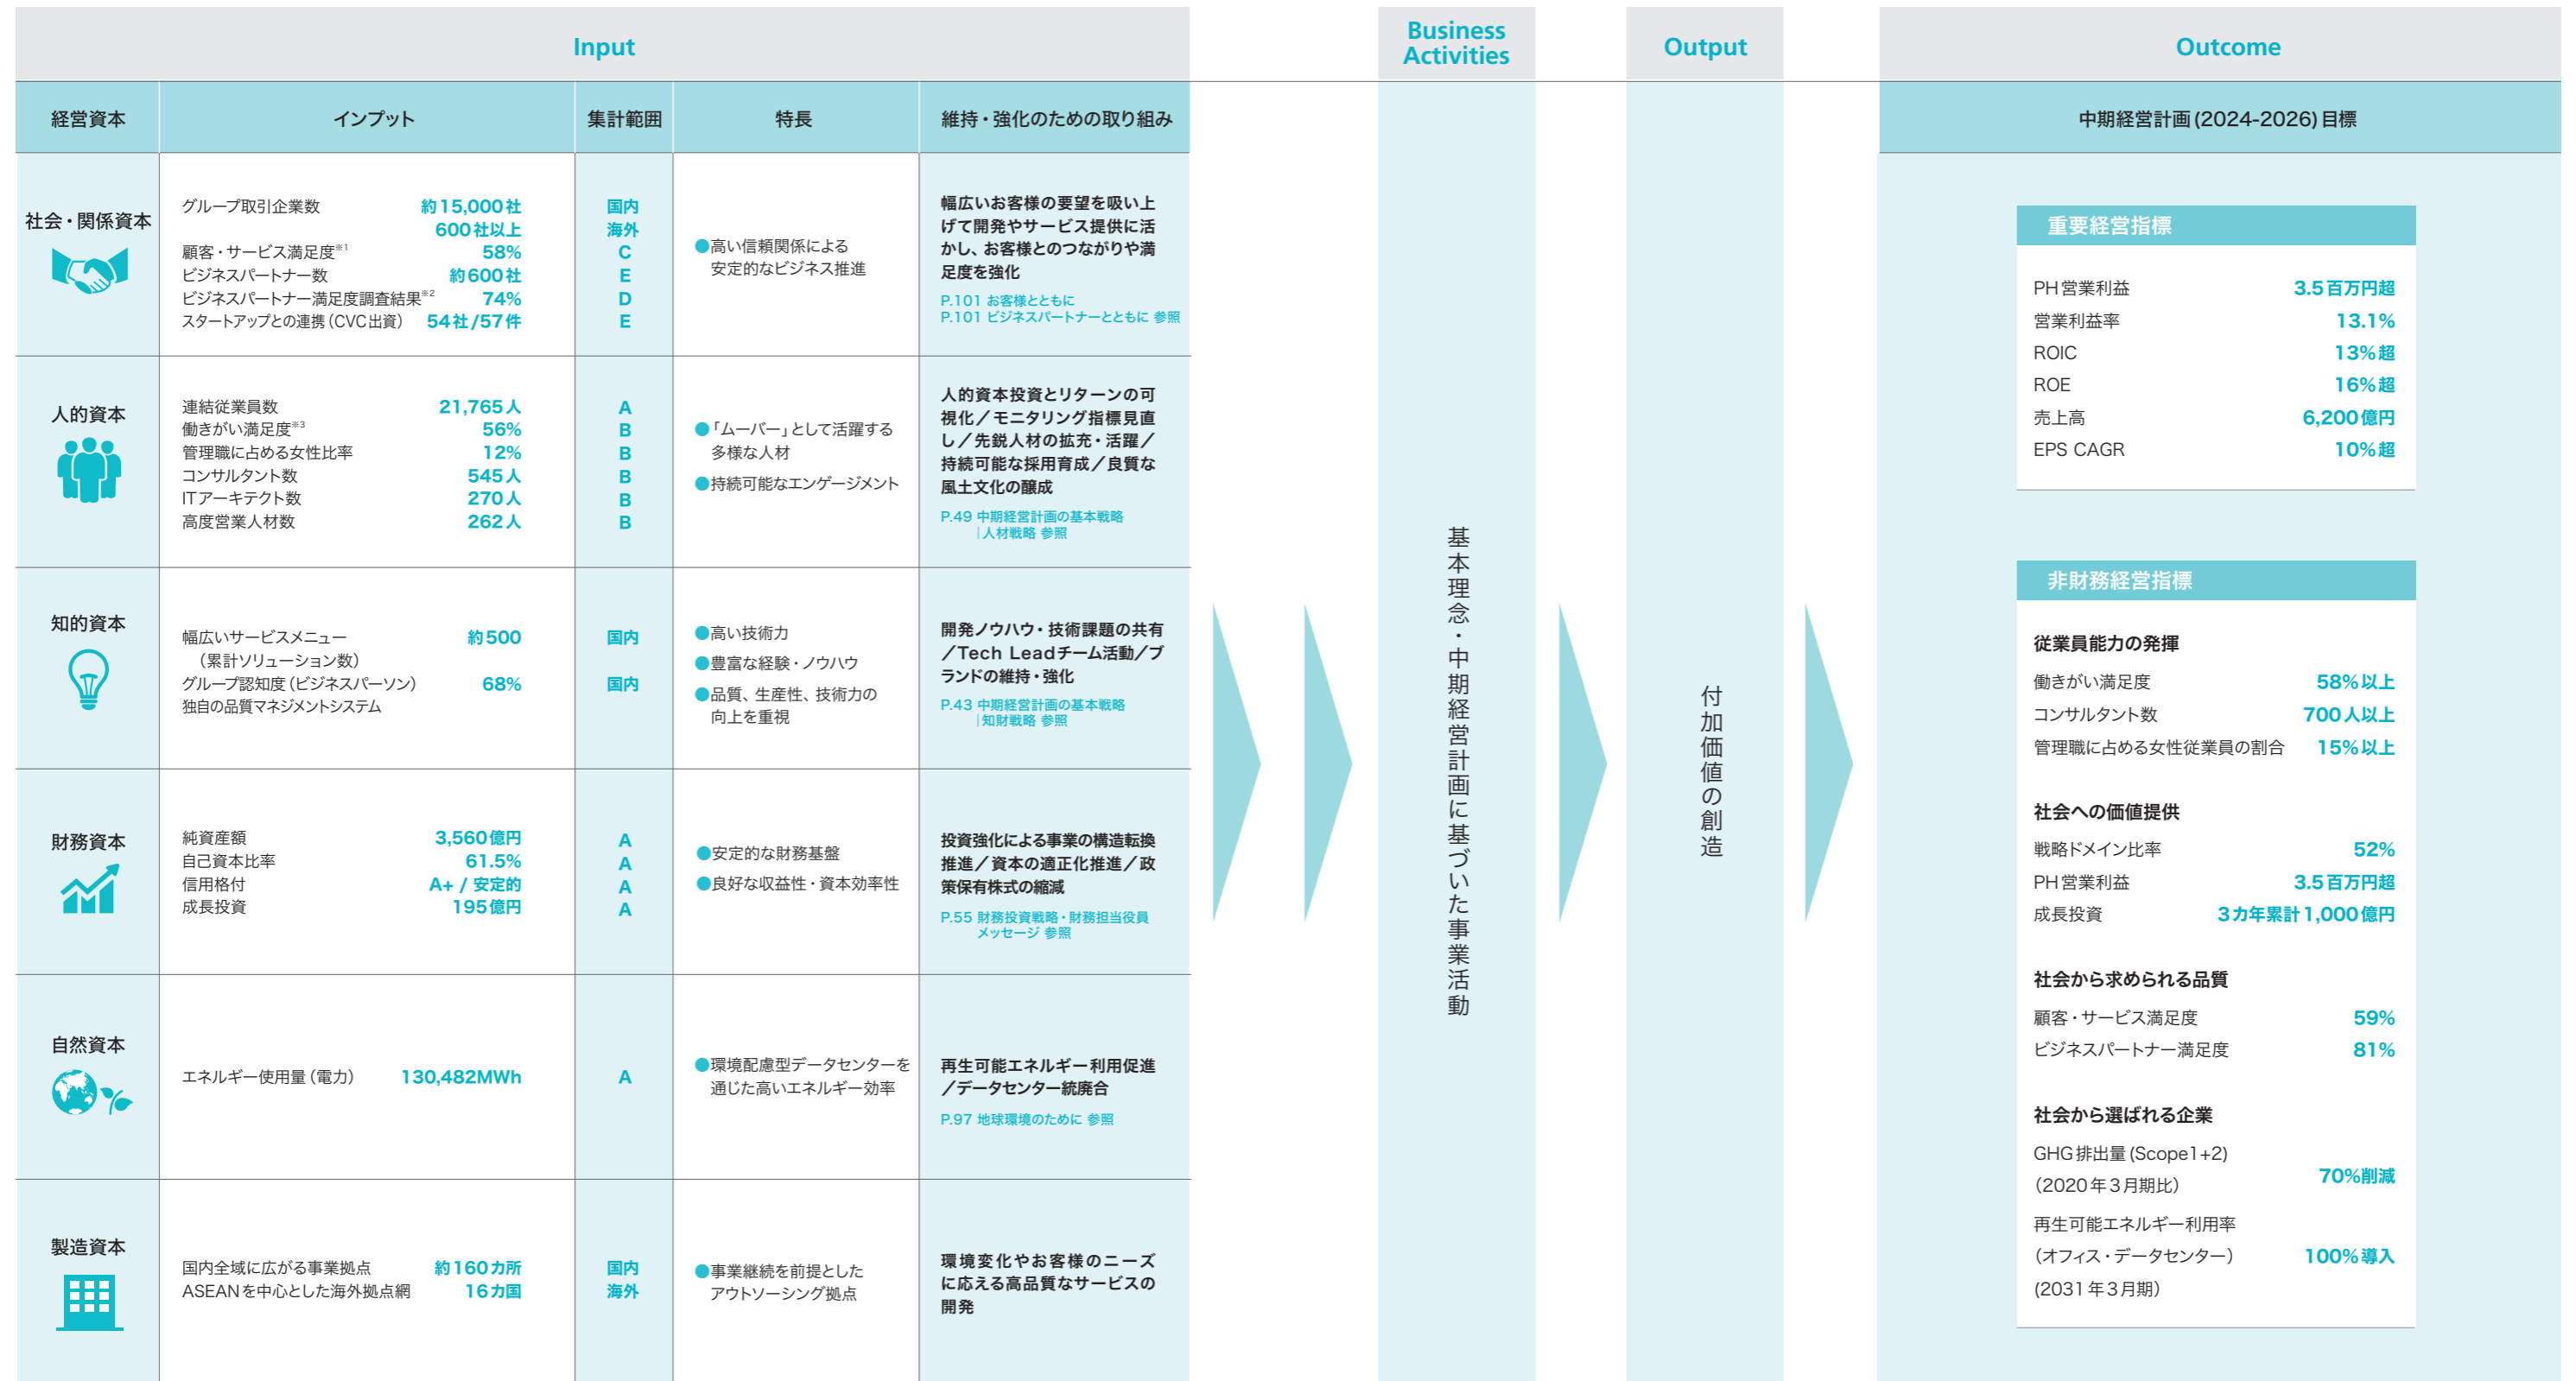 Input
Business
Activities
Output
Outcome
経営資本
インプット
集計範囲
特長
維持・強化のための取り組み
中期経営計画(2024-2026)目標
社会・関係資本
グループ取引企業数 約15,000社 国内
600社以上 海外
顧客・サービス満足度※1 58% C
ビジネスパートナー数 約600社 E
ビジネスパートナー満足度調査結果※2 74% D
スタートアップとの連携(CVC出資) 54社/57件 E
●高い信頼関係による
安定的なビジネス推進
幅広いお客様の要望を吸い上
げて開発やサービス提供に活
かし、お客様とのつながりや満
足度を強化
P.101 お客様とともに
P.101 ビジネスパートナーとともに 参照
人的資本
連結従業員数 21,765人 A
働きがい満足度※3 56% B
管理職に占める女性比率 12% B
コンサルタント数 545人 B
ITアーキテクト数 270人 B
高度営業人材数 262人 B
●「ムーバー」として活躍する
多様な人材
●持続可能なエンゲージメント
人的資本投資とリターンの可
視化/モニタリング指標見直
し/先鋭人材の拡充・活躍/
持続可能な採用育成/良質な
風土文化の醸成
P.49 中期経営計画の基本戦略
|人材戦略 参照
知的資本
幅広いサービスメニュー 約500 国内
(累計ソリューション数)
グループ認知度(ビジネスパーソン) 68% 国内
独自の品質マネジメントシステム
●高い技術力
●豊富な経験・ノウハウ
●品質、生産性、技術力の
向上を重視
開発ノウハウ・技術課題の共有
/Tech Leadチーム活動/ブ
ランドの維持・強化
P.43 中期経営計画の基本戦略
|知財戦略 参照
財務資本
純資産額 3,560億円 A
自己資本比率 61.5% A
信用格付 A+ / 安定的 A
成長投資 195億円 A
●安定的な財務基盤
●良好な収益性・資本効率性
投資強化による事業の構造転換
推進/資本の適正化推進/政
策保有株式の縮減
P.55 財務投資戦略・財務担当役員
メッセージ 参照
自然資本
エネルギー使用量(電力) 130,482MWh A
●環境配慮型データセンターを
通じた高いエネルギー効率
再生可能エネルギー利用促進
/データセンター統廃合
P.97 地球環境のために 参照
製造資本
国内全域に広がる事業拠点 約160カ所 国内
ASEANを中心とした海外拠点網 16カ国 海外
●事業継続を前提とした
アウトソーシング拠点
環境変化やお客様のニーズ
に応える高品質なサービスの
開発
基本理念・中期経営計画に基づいた事業活動
付加価値の創造
重要経営指標
PH営業利益 3.5百万円超
営業利益率 13.1%
ROIC 13%超
ROE 16%超
売上高 6,200億円
EPS CAGR 10%超
非財務経営指標
従業員能力の発揮
働きがい満足度 58%以上
コンサルタント数 700人以上
管理職に占める女性従業員の割合 15%以上
社会への価値提供
戦略ドメイン比率 52%
PH営業利益 3.5百万円超
成長投資 3カ年累計1,000億円
社会から求められる品質
顧客・サービス満足度 59%
ビジネスパートナー満足度 81%
社会から選ばれる企業
GHG排出量(Scope1+2)
70%削減
(2020年3月期比)
再生可能エネルギー利用率
(オフィス・データセンター) 100%導入
(2031年3月期)